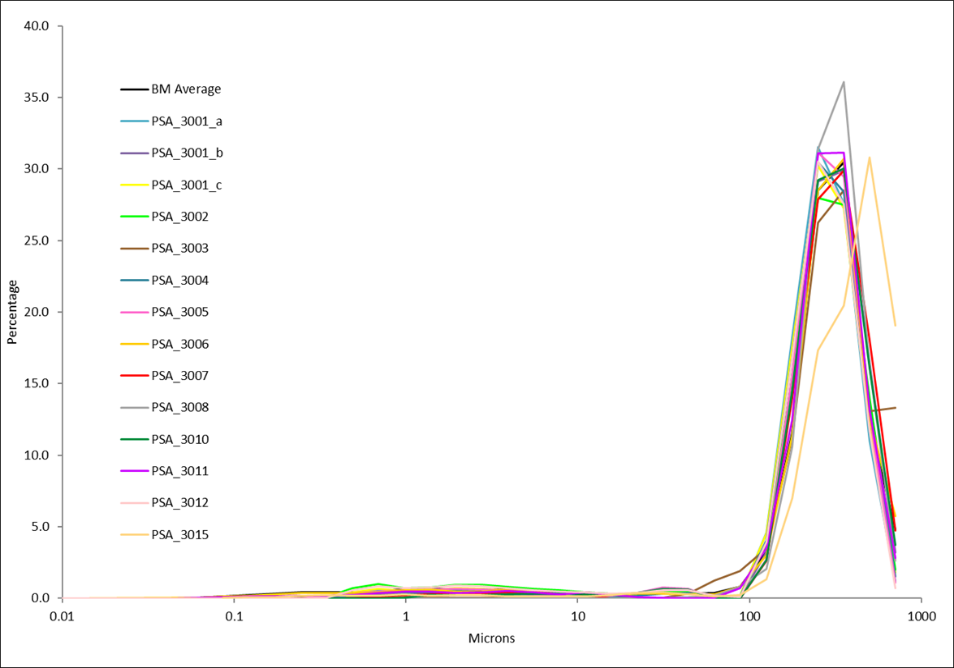 40.0
35.0
30.0
25.0
20.0
15.0
10.0
5.0
0.0
Percentage
BM Average
PSA_3001_a
PSA_3001_b
PSA_3001_c
PSA_3002
PSA_3003
PSA_3004
PSA_3005
PSA_3006
PSA_3007
PSA_3008
PSA_3010
PSA_3011
PSA_3012
PSA_3015
0.01 0.1 1 10 100 1000
Microns